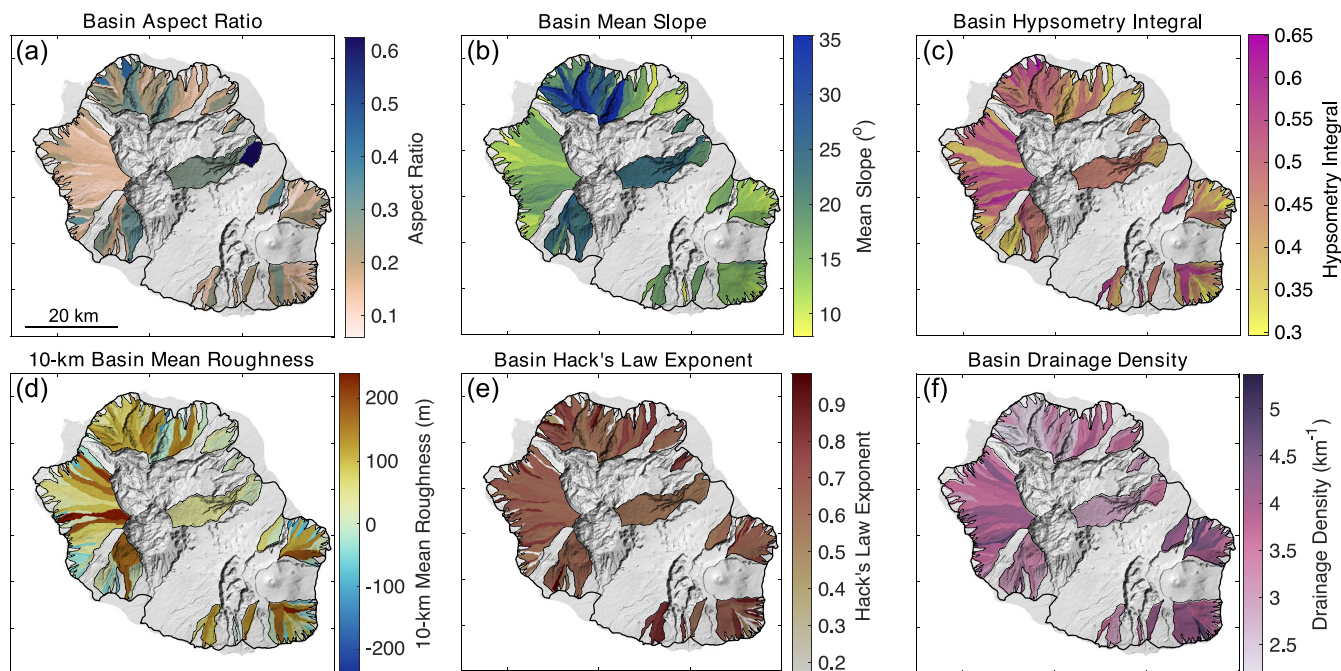 Basin Aspect Ratio
(a)
0.6
0.5
0.4
0.3
0.2
0.1
Aspect Ratio
20 km
Basin Mean Slope
(b)
35
30
25
20
15
10
Mean Slope (⁰)
Basin Hypsometry Integral
(c)
0.65
0.6
0.55
0.5
0.45
0.4
0.35
0.3
Hypsometry Integral
10-km Basin Mean Roughness
(d)
200
100
0
-100
-200
10-km Mean Roughness (m)
Basin Hack's Law Exponent
(e)
0.9
0.8
0.7
0.6
0.5
0.4
0.3
0.2
Hack's Law Exponent
Basin Drainage Density
(f)
5
4.5
4
3.5
3
2.5
Drainage Density (km⁻¹)